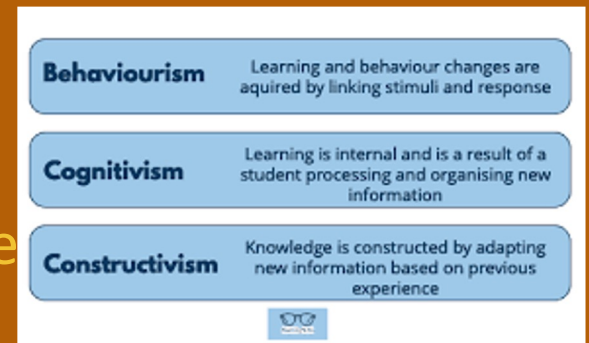 Behaviourism
Learning and behaviour changes are
aquired by linking stimuli and response
Cognitivism
Learning is internal and is a result of a
student processing and organising new
information
e
Constructivism
Knowledge is constructed by adapting
new information based on previous
experience